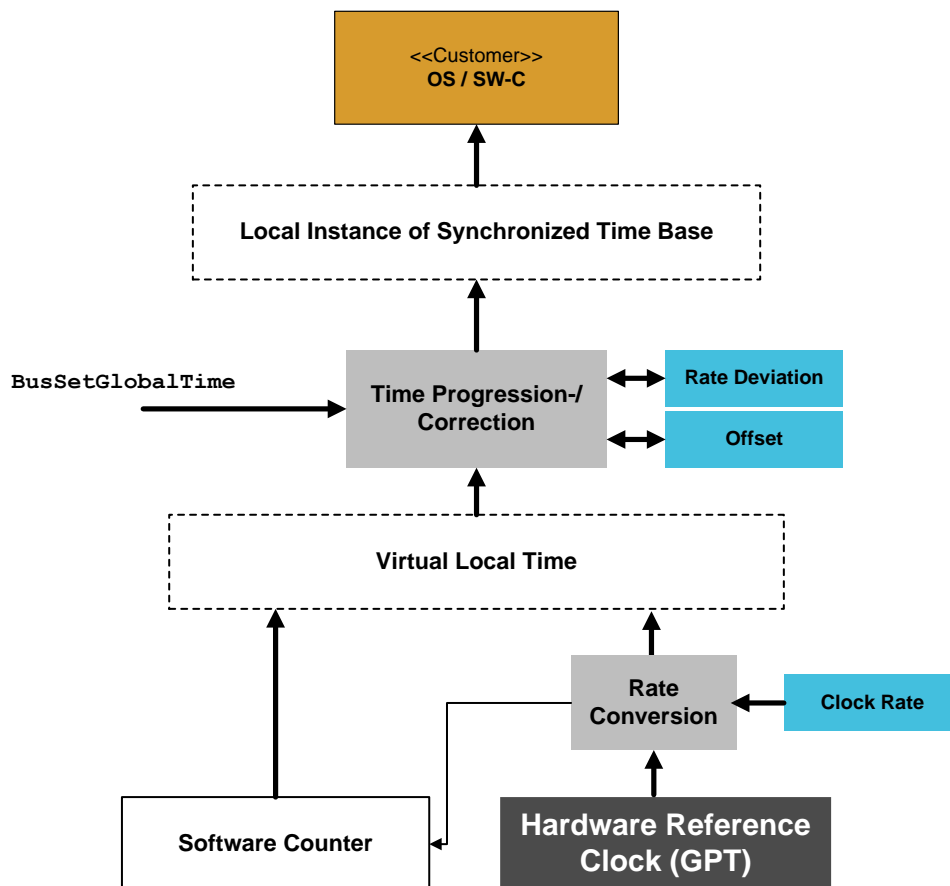 <<Customer>>
OS / SW-C
Local Instance of Synchronized Time Base
BusSetGlobalTime
Time Progression-/
Correction
Rate Deviation
Offset
Virtual Local Time
Rate
Conversion
Clock Rate
Software Counter
Hardware Reference
Clock (GPT)